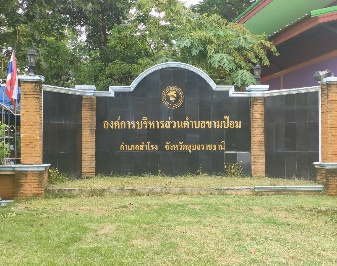 องค์การบริหารส่วนตำบลขามป้อม
อำเภอสำโรง จังหวัดอุบลราชธานี